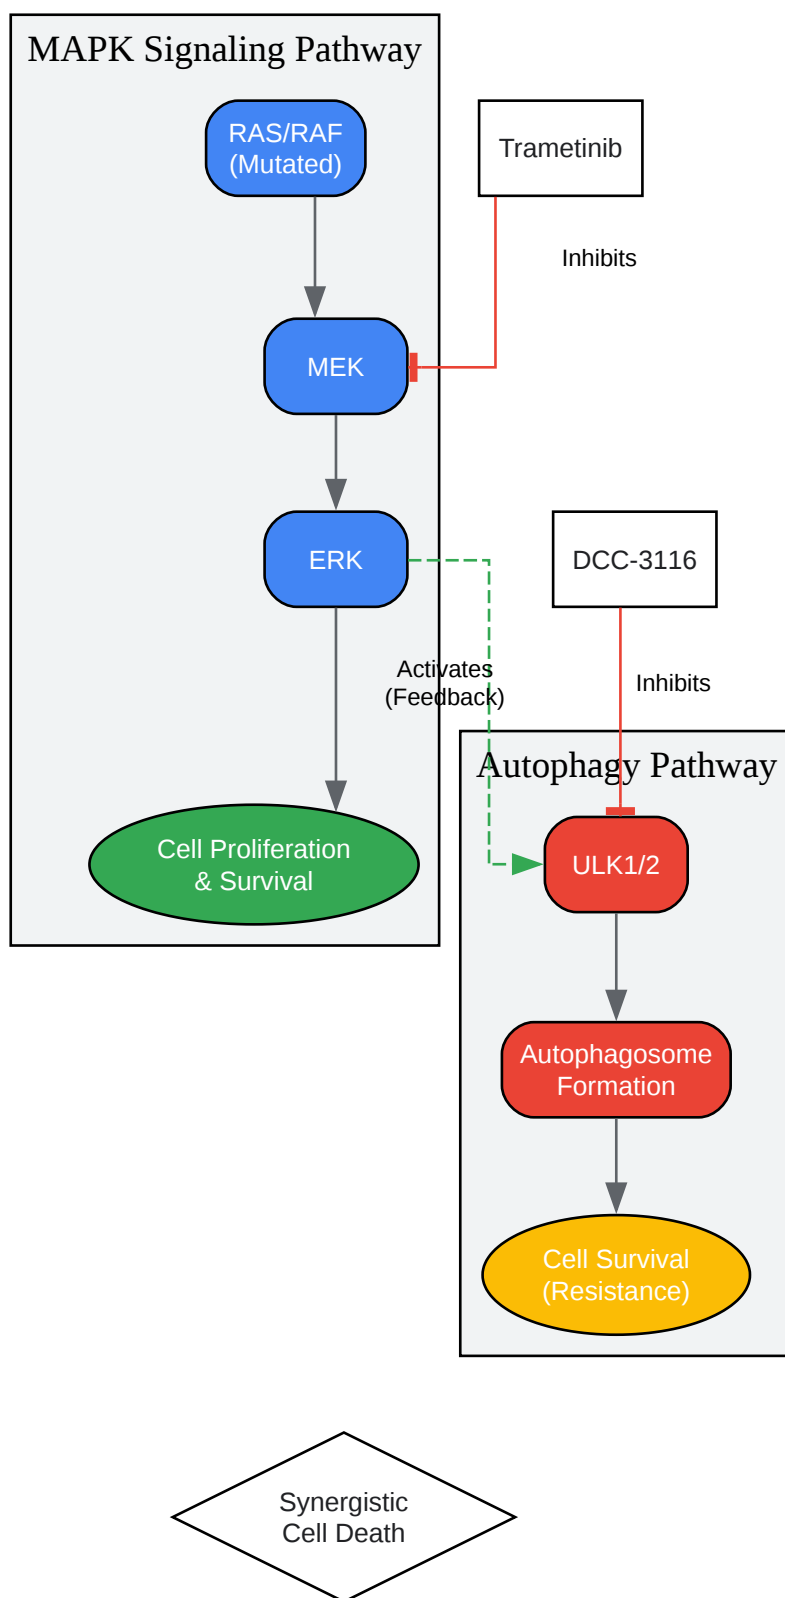 MAPK Signaling Pathway
RAS/RAF
(Mutated)
Trametinib
Inhibits
MEK
ERK
DCC-3116
Activates
(Feedback)
Inhibits
Autophagy Pathway
Cell Proliferation
& Survival
ULK1/2
Autophagosome
Formation
Cell Survival
(Resistance)
Synergistic
Cell Death